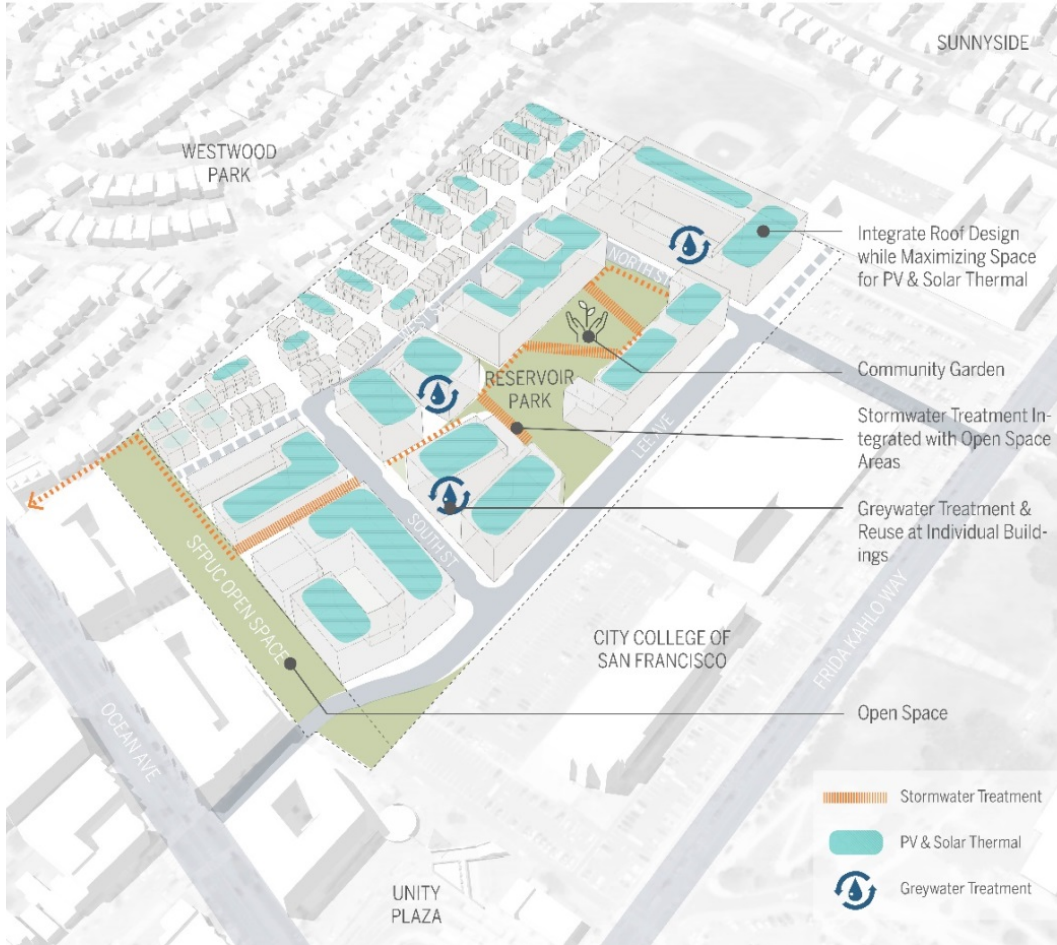 SUNNYSIDE
WESTWOOD
PARK
Integrate Roof Design
while Maximizing Space
for PV & Solar Thermal
NORTH ST
WEST ST
Community Garden
RESERVOIR
PARK
Stormwater Treatment In-
tegrated with Open Space
Areas
LEE AVE
Greywater Treatment &
Reuse at Individual Build-
ings
SOUTH ST
SFPUC OPEN SPACE
CITY COLLEGE OF
SAN FRANCISCO
FRIDA KAHLO WAY
OCEAN AVE
Open Space
Stormwater Treatment
PV & Solar Thermal
Greywater Treatment
UNITY
PLAZA